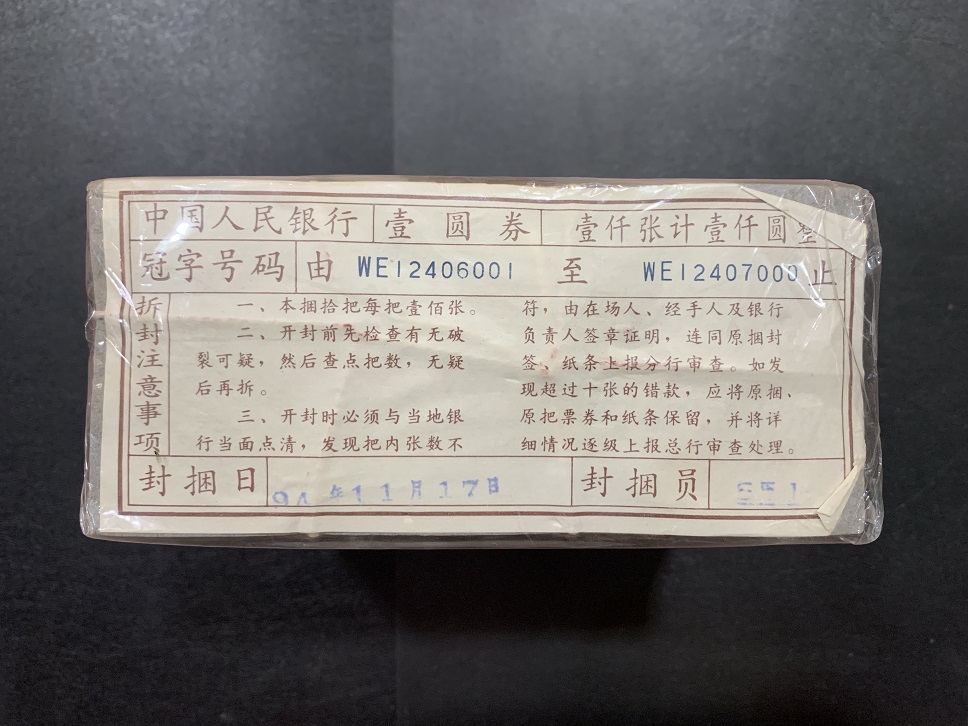 中国人民银行 壹圆券 壹仟张计壹仟圆整
冠字号码 由 WE12406001 至 WE12407000 止
拆封注意事项
一、本捆拾把每把壹佰张。
二、开封前先检查有无破
裂可疑，然后查点把数，无疑
后再拆。
三、开封时必须与当地银
行当面点清，发现把内张数不
符，由在场人、经手人及银行
负责人签章证明，连同原捆封
签、纸条上报分行审查。如发
现超过十张的错款，应将原捆、
原把票券和纸条保留，并将详
细情况逐级上报总行审查处理。
封捆日 94年11月17日 封捆员